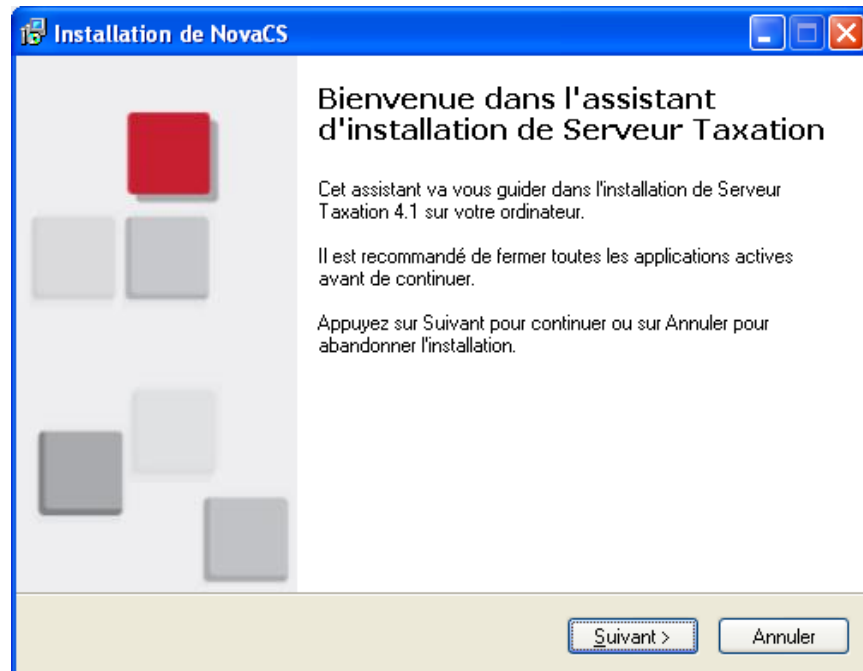 Installation de NovaCS
Bienvenue dans l'assistant
d'installation de Serveur Taxation
Cet assistant va vous guider dans l'installation de Serveur
Taxation 4.1 sur votre ordinateur.
Il est recommandé de fermer toutes les applications actives
avant de continuer.
Appuyez sur Suivant pour continuer ou sur Annuler pour
abandonner l'installation.
Suivant >
Annuler